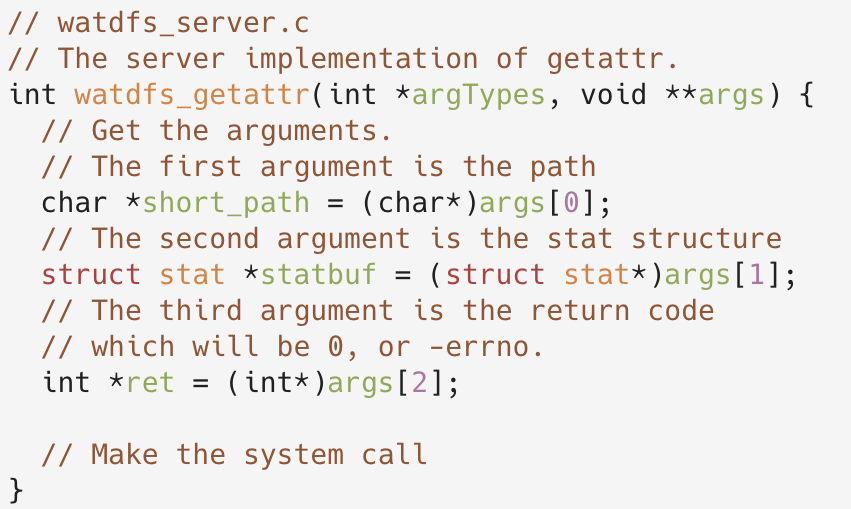 // watdfs_server.c
// The server implementation of getattr.
int watdfs_getattr(int *argTypes, void **args) {
  // Get the arguments.
  // The first argument is the path
  char *short_path = (char*)args[0];
  // The second argument is the stat structure
  struct stat *statbuf = (struct stat*)args[1];
  // The third argument is the return code
  // which will be 0, or -errno.
  int *ret = (int*)args[2];

  // Make the system call
}